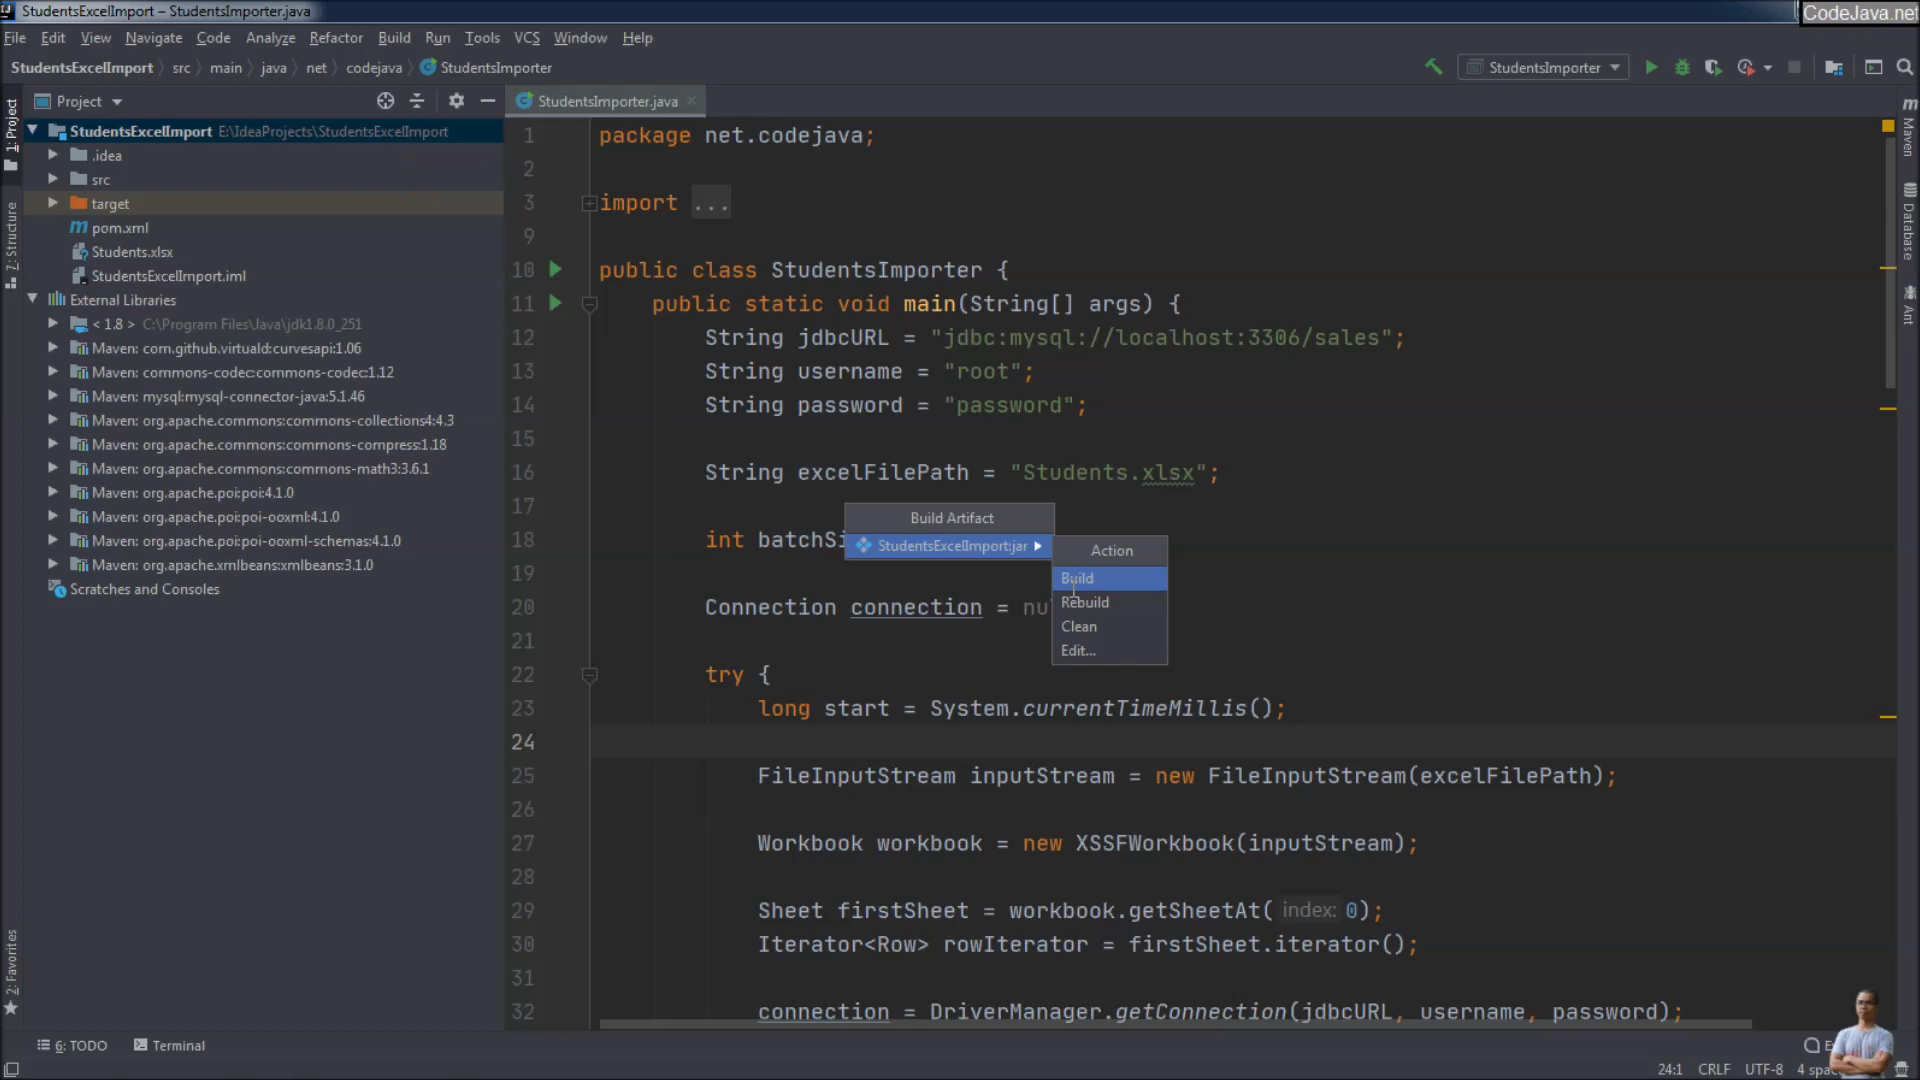 StudentsExcelImport – StudentsImporter.java
CodeJava.net
File Edit View Navigate Code Analyze Refactor Build Run Tools VCS Window Help
StudentsExcelImport src main java net codejava StudentsImporter
StudentsImporter
Project
StudentsImporter.java
1: Project
7: Structure
2: Favorites
StudentsExcelImport E:\IdeaProjects\StudentsExcelImport
.idea
src
target
pom.xml
Students.xlsx
StudentsExcelImport.iml
External Libraries
< 1.8 > C:\Program Files\Java\jdk1.8.0_251
Maven: com.github.virtuald:curvesapi:1.06
Maven: commons-codec:commons-codec:1.12
Maven: mysql:mysql-connector-java:5.1.46
Maven: org.apache.commons:commons-collections4:4.3
Maven: org.apache.commons:commons-compress:1.18
Maven: org.apache.commons:commons-math3:3.6.1
Maven: org.apache.poi:poi:4.1.0
Maven: org.apache.poi:poi-ooxml:4.1.0
Maven: org.apache.poi:poi-ooxml-schemas:4.1.0
Maven: org.apache.xmlbeans:xmlbeans:3.1.0
Scratches and Consoles
1 package net.codejava;
2
3 import ...
9
10 public class StudentsImporter {
11 public static void main(String[] args) {
12 String jdbcURL = "jdbc:mysql://localhost:3306/sales";
13 String username = "root";
14 String password = "password";
15
16 String excelFilePath = "Students.xlsx";
17
18 int batchSi
19
20 Connection connection = nu
21
22 try {
23 long start = System.currentTimeMillis();
24
25 FileInputStream inputStream = new FileInputStream(excelFilePath);
26
27 Workbook workbook = new XSSFWorkbook(inputStream);
28
29 Sheet firstSheet = workbook.getSheetAt( index: 0);
30 Iterator<Row> rowIterator = firstSheet.iterator();
31
32 connection = DriverManager.getConnection(jdbcURL, username, password);
Build Artifact
StudentsExcelImport:jar
Action
Build
Rebuild
Clean
Edit...
m Maven
Database
Ant
6: TODO Terminal
24:1 CRLF UTF-8 4 spac